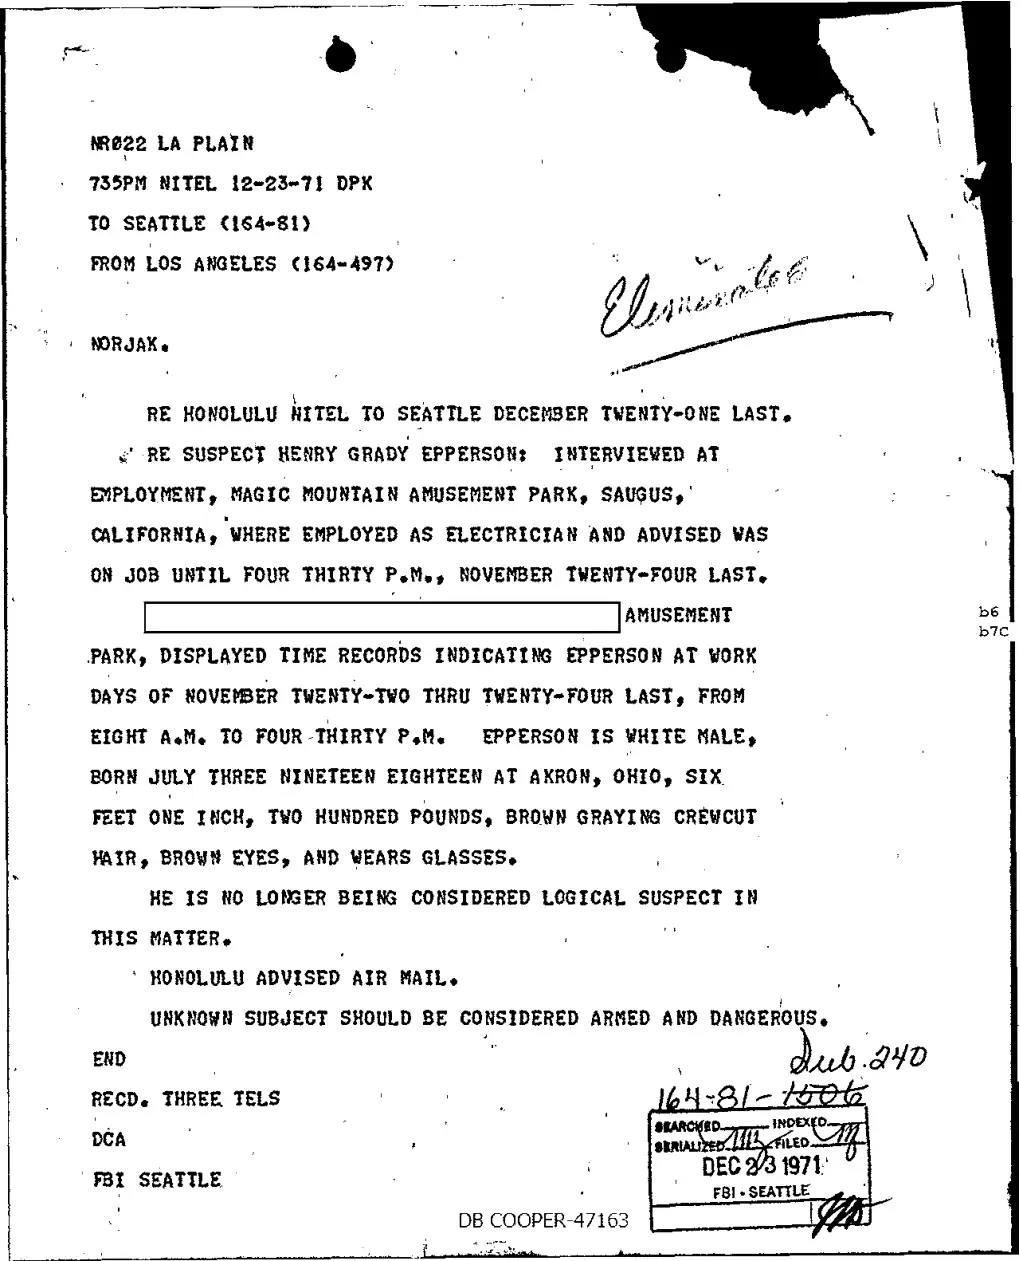 NR022 LA PLAIN
735PM NITEL 12-23-71 DPK
TO SEATTLE (164-81)
FROM LOS ANGELES (164-497)
Eliminated
NORJAK.
RE HONOLULU NITEL TO SEATTLE DECEMBER TWENTY-ONE LAST.
RE SUSPECT HENRY GRADY EPPERSON: INTERVIEWED AT
EMPLOYMENT, MAGIC MOUNTAIN AMUSEMENT PARK, SAUGUS,
CALIFORNIA, WHERE EMPLOYED AS ELECTRICIAN AND ADVISED WAS
ON JOB UNTIL FOUR THIRTY P.M., NOVEMBER TWENTY-FOUR LAST.
AMUSEMENT
b6
b7C
PARK, DISPLAYED TIME RECORDS INDICATING EPPERSON AT WORK
DAYS OF NOVEMBER TWENTY-TWO THRU TWENTY-FOUR LAST, FROM
EIGHT A.M. TO FOUR-THIRTY P.M. EPPERSON IS WHITE MALE,
BORN JULY THREE NINETEEN EIGHTEEN AT AKRON, OHIO, SIX
FEET ONE INCH, TWO HUNDRED POUNDS, BROWN GRAYING CREWCUT
HAIR, BROWN EYES, AND WEARS GLASSES.
HE IS NO LONGER BEING CONSIDERED LOGICAL SUSPECT IN
THIS MATTER.
HONOLULU ADVISED AIR MAIL.
UNKNOWN SUBJECT SHOULD BE CONSIDERED ARMED AND DANGEROUS.
END
RECD. THREE TELS
DCA
FBI SEATTLE
Sub.240
164-81-1506
SEARCHED INDEXED
SERIALIZED FILED
DEC 23 1971
FBI - SEATTLE
DB COOPER-47163